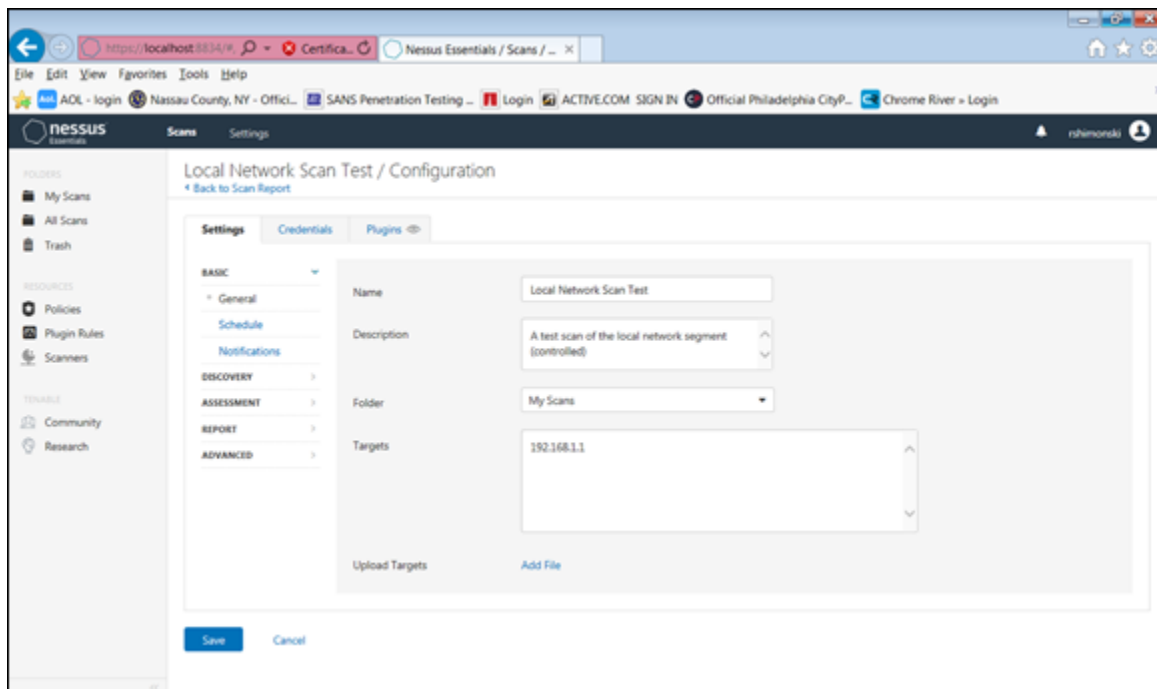 https://localhost:8834/#, Certifica... Nessus Essentials / Scans / ...
File Edit View Favorites Tools Help
AOL - login Nassau County, NY - Offici... SANS Penetration Testing ... Login ACTIVE.COM SIGN IN Official Philadelphia CityP... Chrome River » Login
nessus Essentials Scans Settings rshimonski
FOLDERS
My Scans
All Scans
Trash
RESOURCES
Policies
Plugin Rules
Scanners
TENABLE
Community
Research
Local Network Scan Test / Configuration
Back to Scan Report
Settings Credentials Plugins
BASIC
General
Schedule
Notifications
DISCOVERY
ASSESSMENT
REPORT
ADVANCED
Name Local Network Scan Test
Description A test scan of the local network segment
(controlled)
Folder My Scans
Targets 192.168.1.1
Upload Targets Add File
Save Cancel